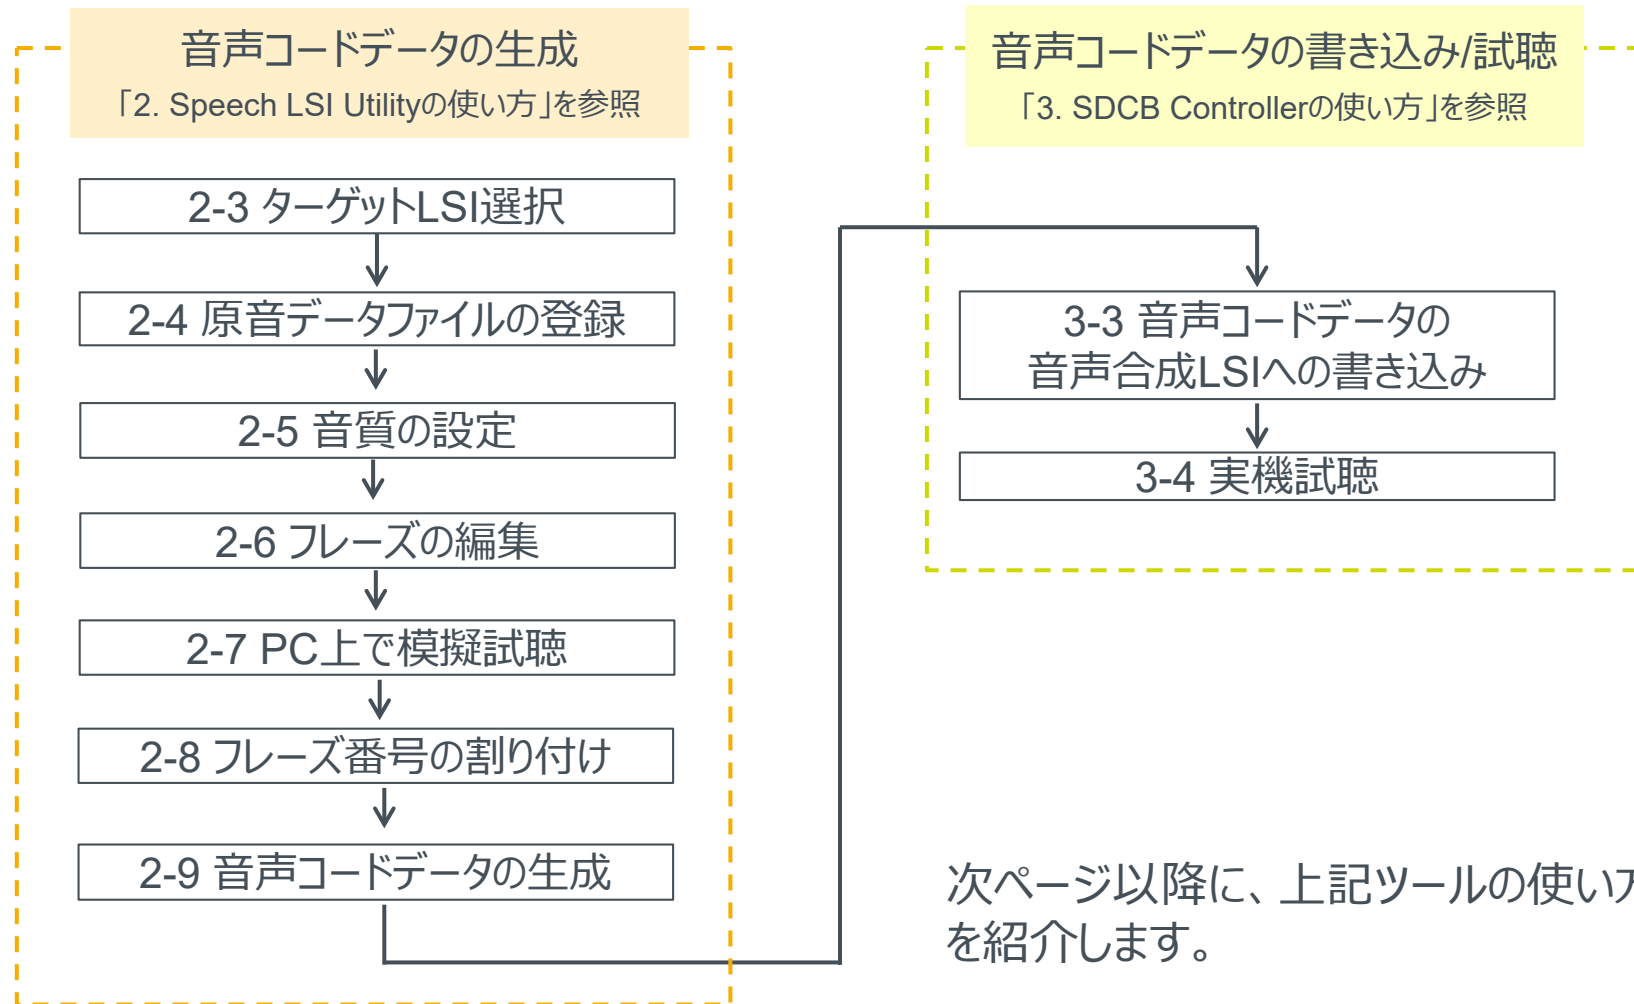 音声コードデータの生成
「2. Speech LSI Utilityの使い方」を参照
2-3 ターゲットLSI選択
2-4 原音データファイルの登録
2-5 音質の設定
2-6 フレーズの編集
2-7 PC上で模擬試聴
2-8 フレーズ番号の割り付け
2-9 音声コードデータの生成
音声コードデータの書き込み/試聴
「3. SDCB Controllerの使い方」を参照
3-3 音声コードデータの
音声合成LSIへの書き込み
3-4 実機試聴
次ページ以降に、上記ツールの使い方
を紹介します。